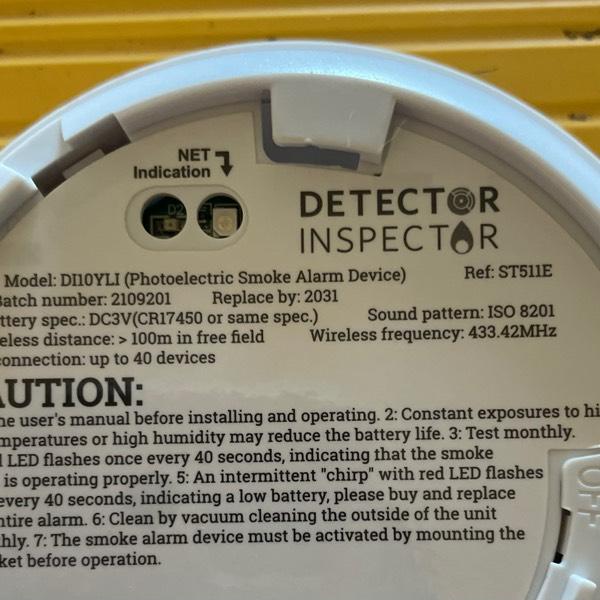 NET
Indication
DETECTOR
INSPECTOR
Model: DI10YLI (Photoelectric Smoke Alarm Device) Ref: ST511E
Batch number: 2109201 Replace by: 2031
ttery spec.: DC3V(CR17450 or same spec.) Sound pattern: ISO 8201
eless distance: > 100m in free field Wireless frequency: 433.42MHz
connection: up to 40 devices
AUTION:
he user's manual before installing and operating. 2: Constant exposures to hi
mperatures or high humidity may reduce the battery life. 3: Test monthly.
l LED flashes once every 40 seconds, indicating that the smoke
is operating properly. 5: An intermittent "chirp" with red LED flashes
every 40 seconds, indicating a low battery, please buy and replace
ntire alarm. 6: Clean by vacuum cleaning the outside of the unit
hly. 7: The smoke alarm device must be activated by mounting the
ket before operation.
OFF